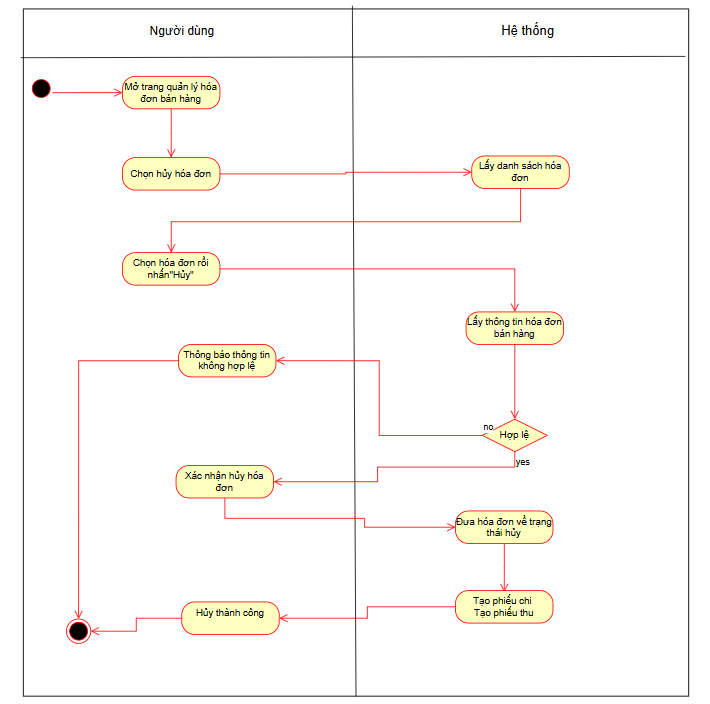 Người dùng
Hệ thống
Mở trang quản lý hóa
đơn bán hàng
Chọn hủy hóa đơn
Lấy danh sách hóa
đơn
Chọn hóa đơn rồi
nhấn"Hủy"
Lấy thông tin hóa đơn
bán hàng
Thông báo thông tin
không hợp lệ
no
Hợp lệ
yes
Xác nhận hủy hóa
đơn
Đưa hóa đơn về trạng
thái hủy
Tạo phiếu chi
Tạo phiếu thu
Hủy thành công